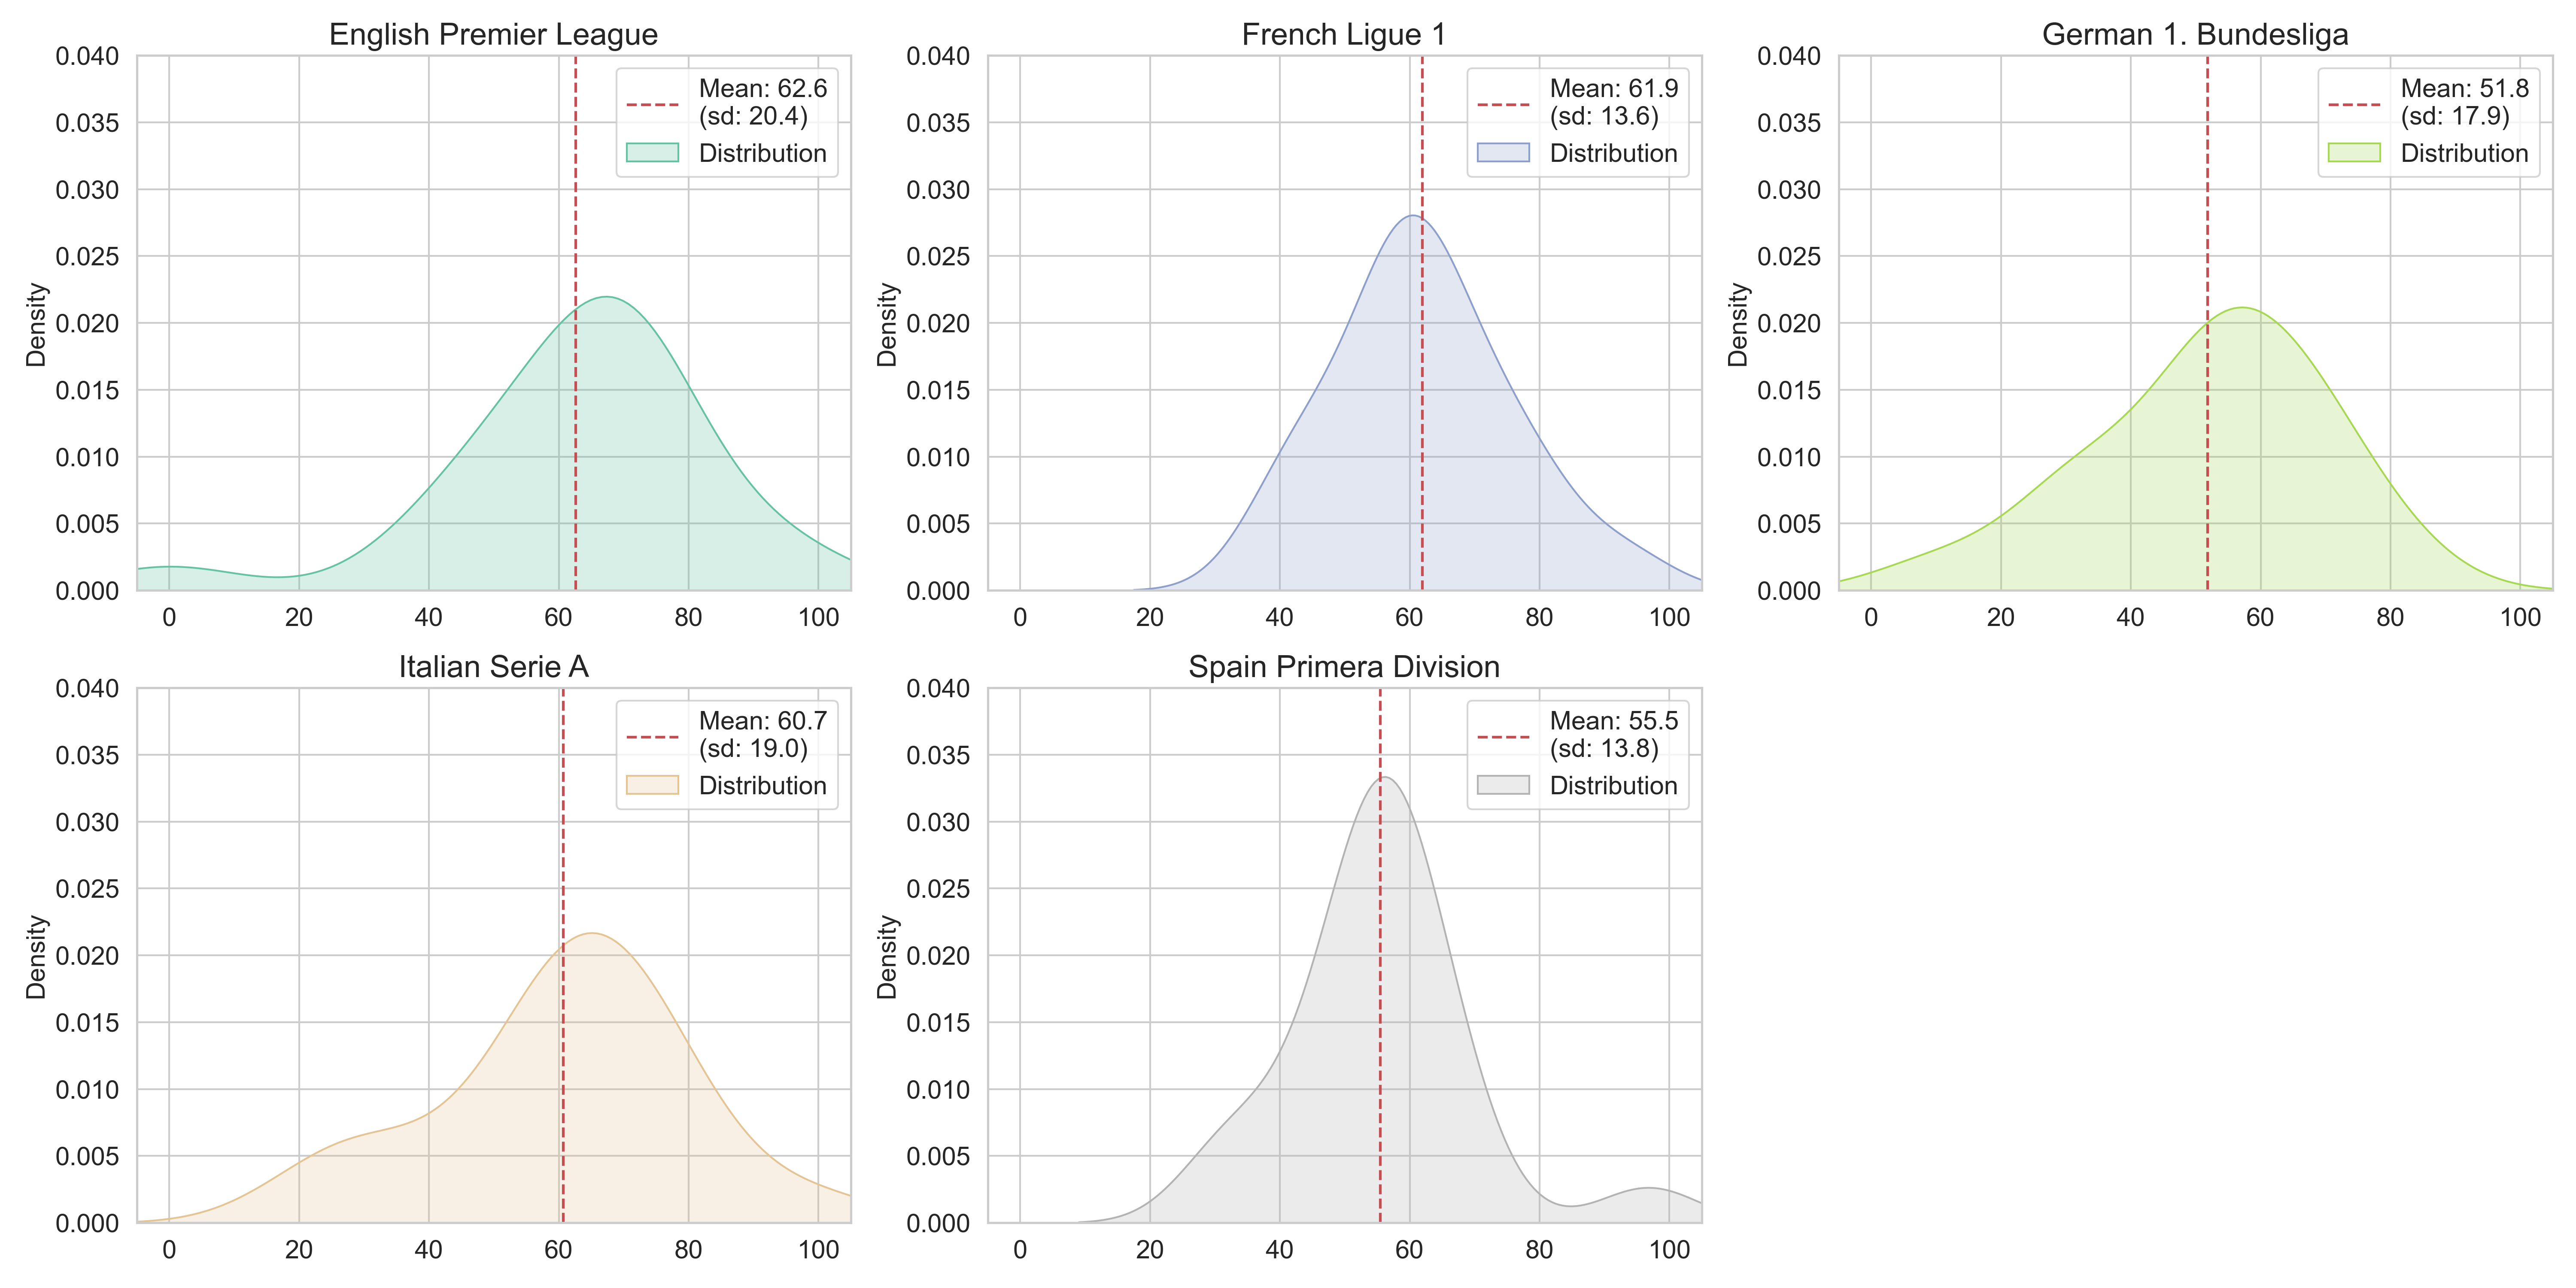 English Premier League
0.040
0.035
0.030
0.025
0.020
0.015
0.010
0.005
0.000
Density
0 20 40 60 80 100
Mean: 62.6
(sd: 20.4)
Distribution
French Ligue 1
0.040
0.035
0.030
0.025
0.020
0.015
0.010
0.005
0.000
Density
0 20 40 60 80 100
Mean: 61.9
(sd: 13.6)
Distribution
German 1. Bundesliga
0.040
0.035
0.030
0.025
0.020
0.015
0.010
0.005
0.000
Density
0 20 40 60 80 100
Mean: 51.8
(sd: 17.9)
Distribution
Italian Serie A
0.040
0.035
0.030
0.025
0.020
0.015
0.010
0.005
0.000
Density
0 20 40 60 80 100
Mean: 60.7
(sd: 19.0)
Distribution
Spain Primera Division
0.040
0.035
0.030
0.025
0.020
0.015
0.010
0.005
0.000
Density
0 20 40 60 80 100
Mean: 55.5
(sd: 13.8)
Distribution